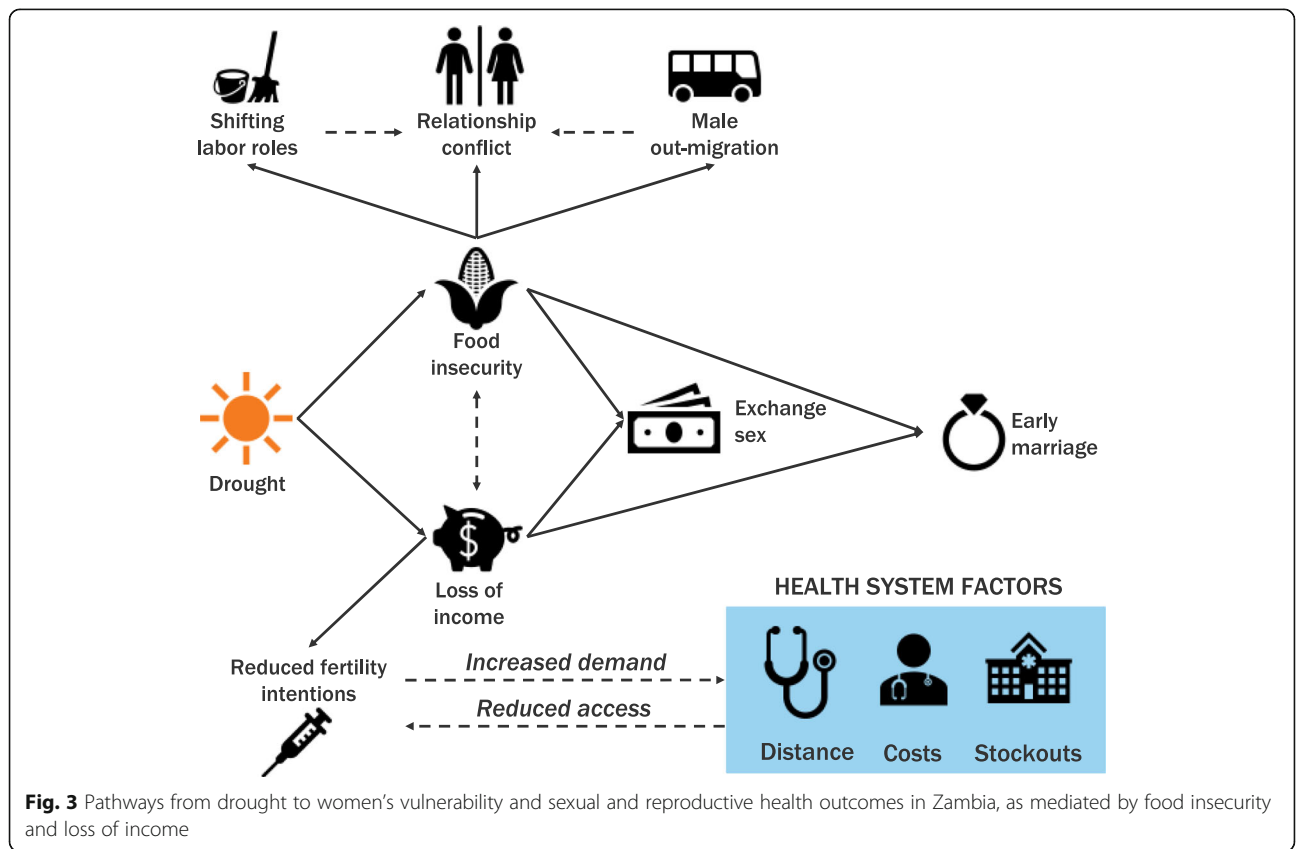 Shifting
labor roles
Relationship
conflict
Male
out-migration
Food
insecurity
Drought
Exchange
sex
Early
marriage
$
Loss of
income
HEALTH SYSTEM FACTORS
Reduced fertility
intentions
Increased demand
Reduced access
Distance
Costs
Stockouts
Fig. 3 Pathways from drought to women's vulnerability and sexual and reproductive health outcomes in Zambia, as mediated by food insecurity
and loss of income